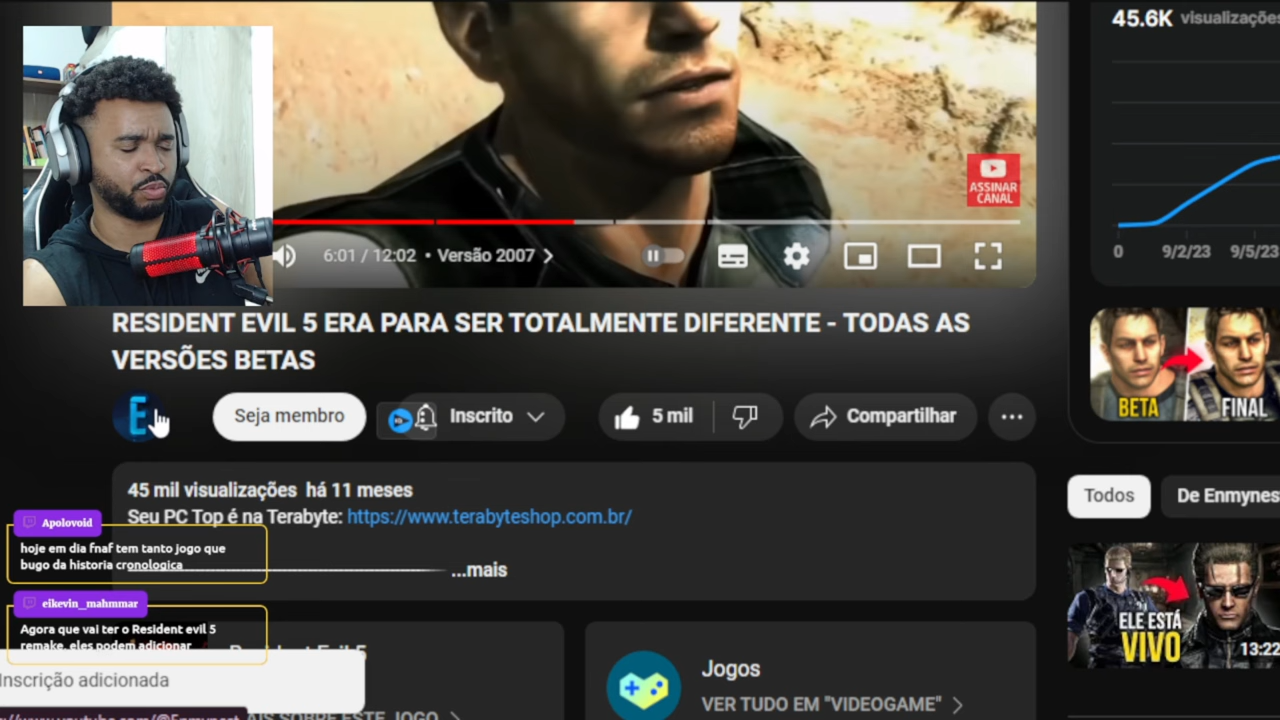 45.6K visualizações
ASSINAR
CANAL
6:01 / 12:02 • Versão 2007
0 9/2/23 9/5/23
RESIDENT EVIL 5 ERA PARA SER TOTALMENTE DIFERENTE - TODAS AS
VERSÕES BETAS
BETA
FINAL
E
Seja membro
Inscrito
5 mil
Compartilhar
45 mil visualizações há 11 meses
Seu PC Top é na Terabyte: https://www.terabyteshop.com.br/
...mais
Todos
De Enmynes
Apolovoid
hoje em dia fnaf tem tanto jogo que
bugo da historia cronologica
eikevin_mahmmar
Agora que vai ter o Resident evil 5
remake, eles podem adicionar
Inscrição adicionada
Jogos
VER TUDO EM "VIDEOGAME"
ELE ESTÁ
VIVO
13:22